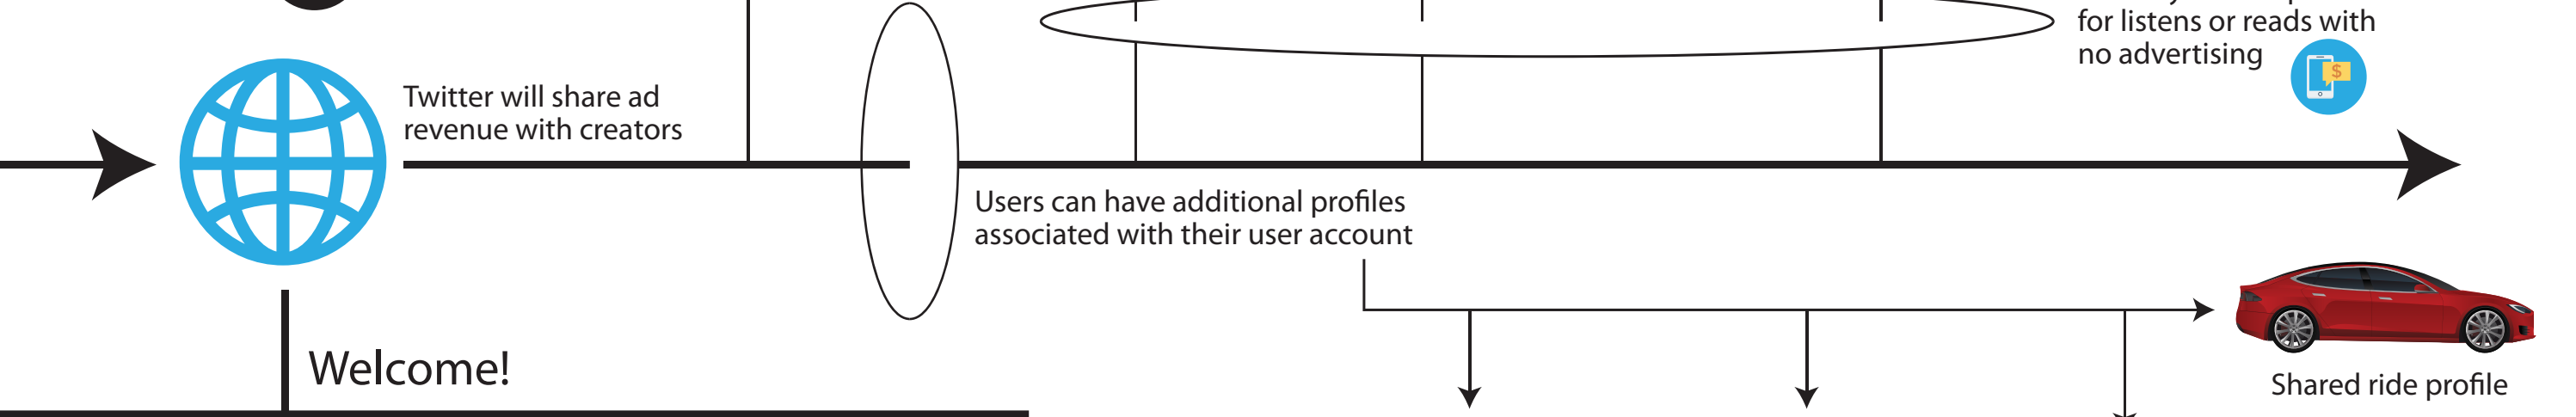 for listens or reads with
no advertising
$
Twitter will share ad
revenue with creators
Users can have additional profiles
associated with their user account
Welcome!
Shared ride profile